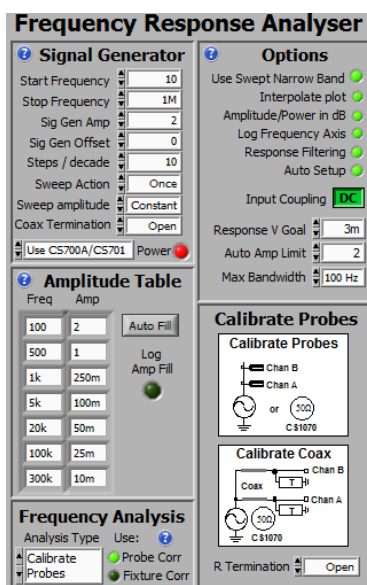 Frequency Response Analyser
Signal Generator
Start Frequency 10
Stop Frequency 1M
Sig Gen Amp 2
Sig Gen Offset 0
Steps / decade 10
Sweep Action Once
Sweep amplitude Constant
Coax Termination Open
Use CS700A/CS701 Power
Amplitude Table
Freq Amp
100 2 Auto Fill
500 1 Log
1k 250m Amp Fill
5k 100m
20k 50m
100k 25m
300k 10m
Frequency Analysis
Analysis Type Use:
Calibrate Probes
Probe Corr
Fixture Corr
Options
Use Swept Narrow Band
Interpolate plot
Amplitude/Power in dB
Log Frequency Axis
Response Filtering
Auto Setup
Input Coupling DC
Response V Goal 3m
Auto Amp Limit 2
Max Bandwidth 100 Hz
Calibrate Probes
Calibrate Probes
Chan B
Chan A
or 50Ω
CS1070
Calibrate Coax
Chan B
Coax T
Chan A
50Ω T
CS1070
R Termination Open